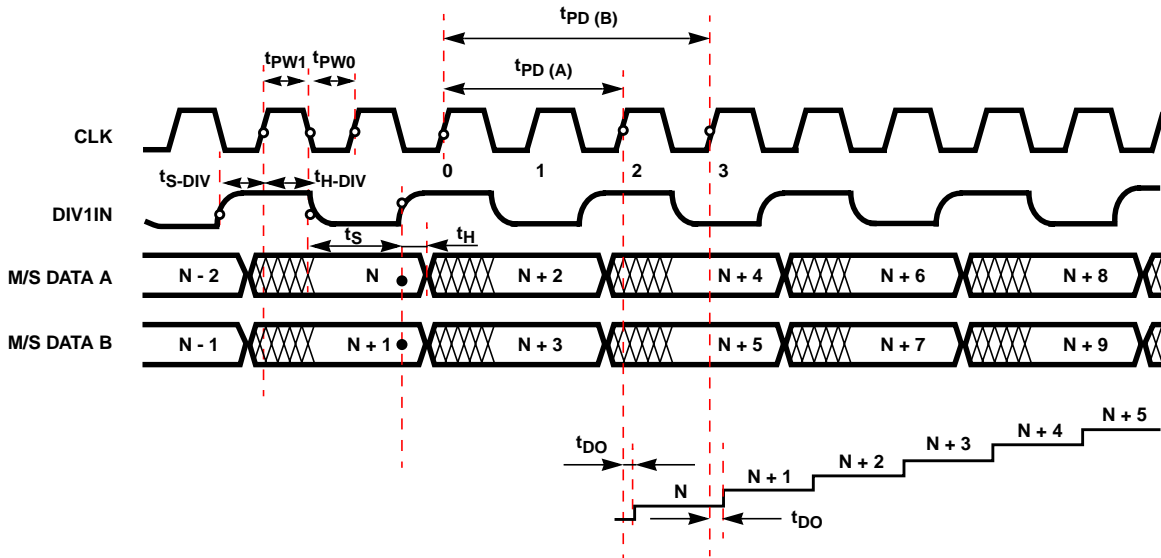 tPD (B)
tPW1 tPW0
tPD (A)
CLK
0 1 2 3
tS-DIV tH-DIV
DIV1IN
tS tH
M/S DATA A N - 2 N N + 2 N + 4 N + 6 N + 8
M/S DATA B N - 1 N + 1 N + 3 N + 5 N + 7 N + 9
N + 5
N + 4
N + 3
tDO N + 2
N + 1
N
tDO